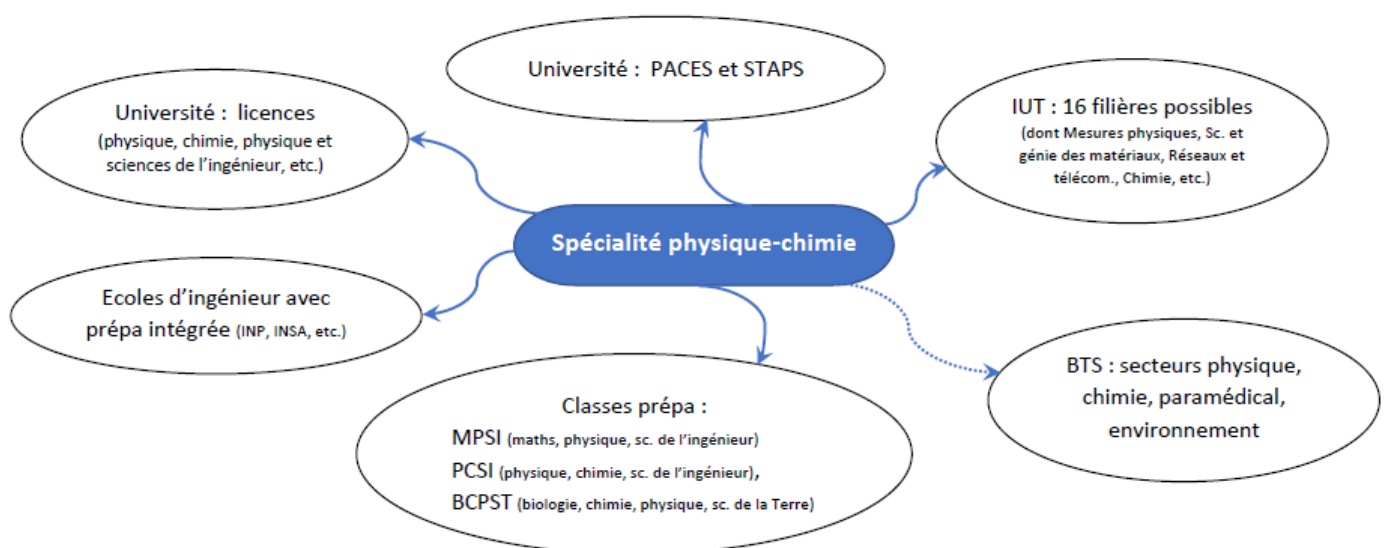 Université : PACES et STAPS
Université : licences
(physique, chimie, physique et
sciences de l'ingénieur, etc.)
IUT : 16 filières possibles
(dont Mesures physiques, Sc. et
génie des matériaux, Réseaux et
télécom., Chimie, etc.)
Spécialité physique-chimie
Ecoles d'ingénieur avec
prépa intégrée (INP, INSA, etc.)
BTS : secteurs physique,
chimie, paramédical,
environnement
Classes prépa :
MPSI (maths, physique, sc. de l'ingénieur)
PCSI (physique, chimie, sc. de l'ingénieur),
BCPST (biologie, chimie, physique, sc. de la Terre)